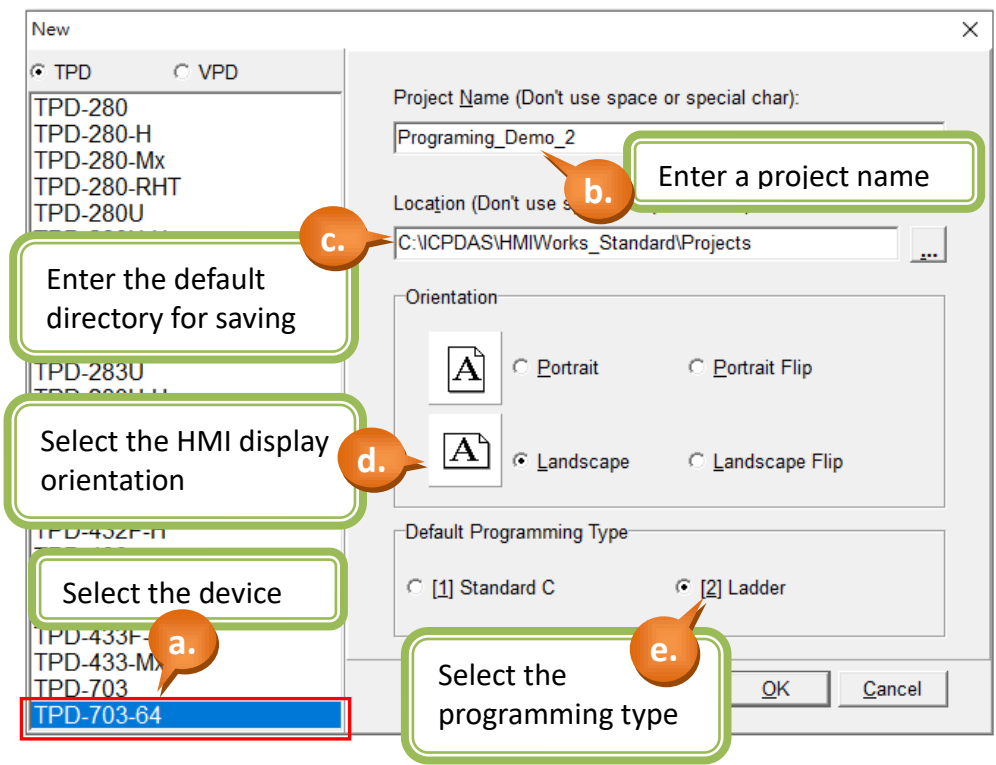 New
TPD
VPD
TPD-280
TPD-280-H
TPD-280-Mx
TPD-280-RHT
TPD-280U
Enter the default
directory for saving
TPD-283U
Select the HMI display
orientation
TPD-432F-H
Select the device
TPD-433F-
a.
TPD-433-Mx
TPD-703
TPD-703-64
Project Name (Don't use space or special char):
Programing_Demo_2
b.
Enter a project name
Location (Don't use
c.
C:\ICPDAS\HMIWorks_Standard\Projects
...
Orientation
A
Portrait
Portrait Flip
d.
A
Landscape
Landscape Flip
Default Programming Type
[1] Standard C
[2] Ladder
e.
Select the
programming type
OK
Cancel